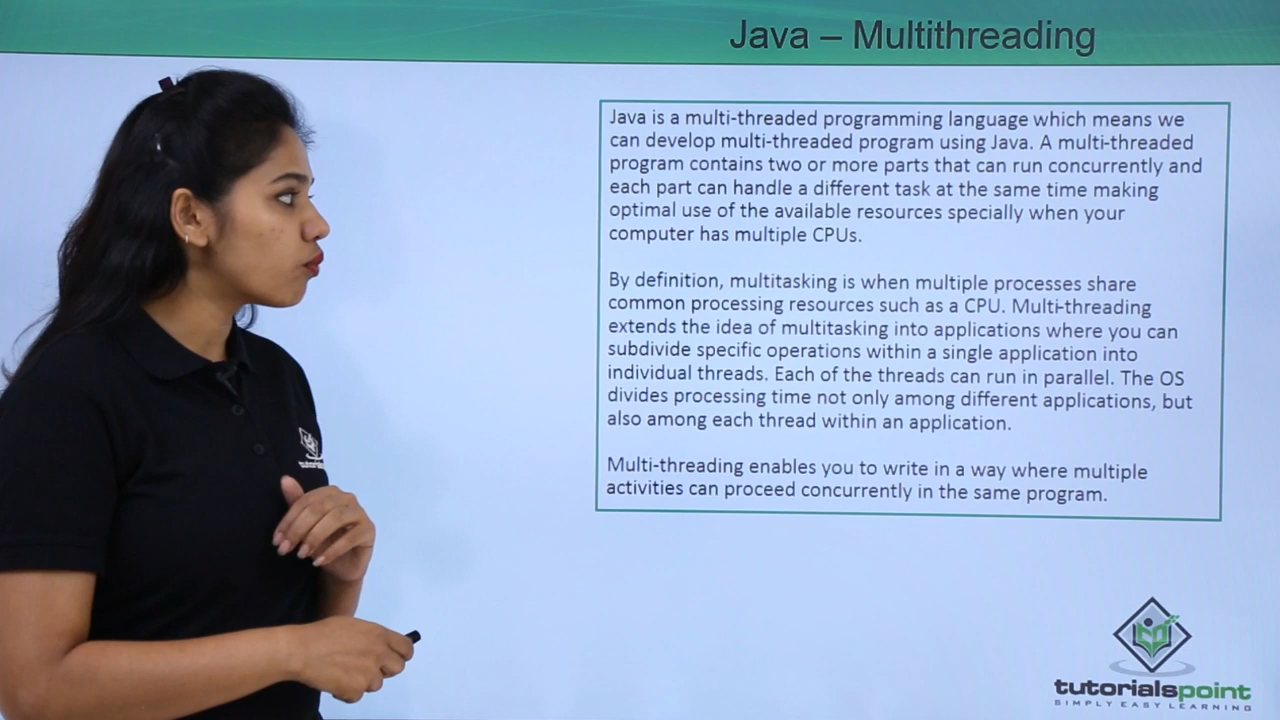 Java – Multithreading
Java is a multi-threaded programming language which means we
can develop multi-threaded program using Java. A multi-threaded
program contains two or more parts that can run concurrently and
each part can handle a different task at the same time making
optimal use of the available resources specially when your
computer has multiple CPUs.
By definition, multitasking is when multiple processes share
common processing resources such as a CPU. Multi-threading
extends the idea of multitasking into applications where you can
subdivide specific operations within a single application into
individual threads. Each of the threads can run in parallel. The OS
divides processing time not only among different applications, but
also among each thread within an application.
Multi-threading enables you to write in a way where multiple
activities can proceed concurrently in the same program.
tutorialspoint
SIMPLY EASY LEARNING